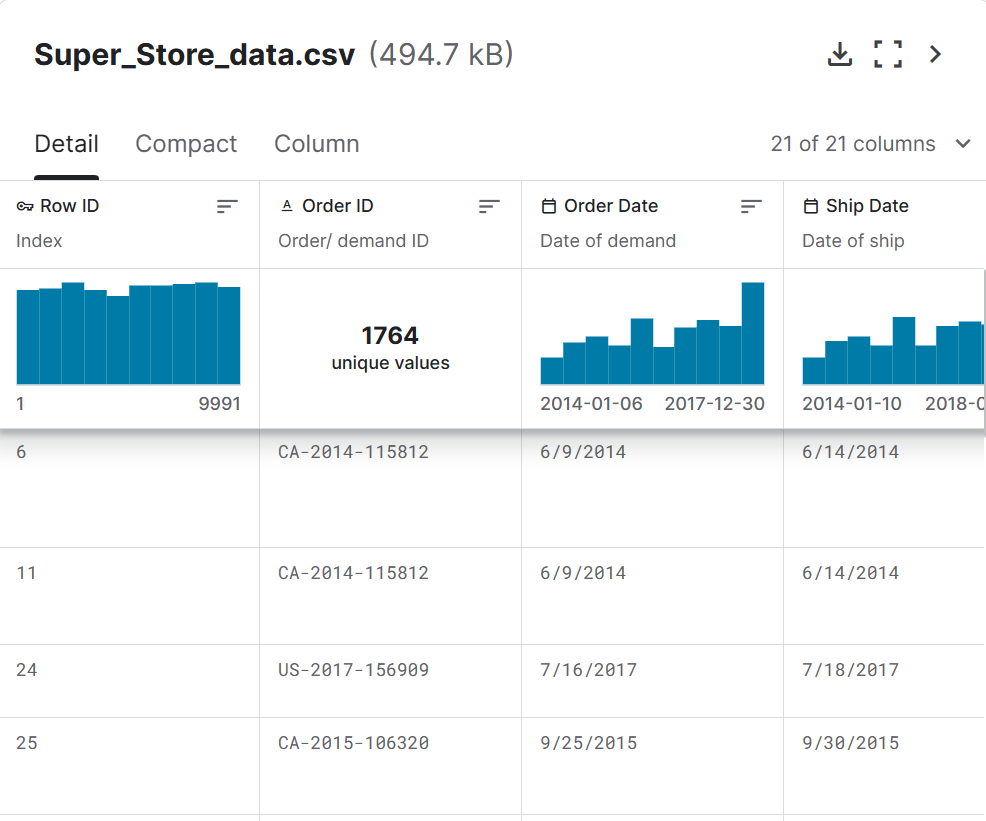 Super_Store_data.csv (494.7 kB)
Detail Compact Column 21 of 21 columns
Row ID Order ID Order Date Ship Date
Index Order/ demand ID Date of demand Date of ship
1764
unique values
1 9991 2014-01-06 2017-12-30 2014-01-10 2018-0
6 CA-2014-115812 6/9/2014 6/14/2014
11 CA-2014-115812 6/9/2014 6/14/2014
24 US-2017-156909 7/16/2017 7/18/2017
25 CA-2015-106320 9/25/2015 9/30/2015